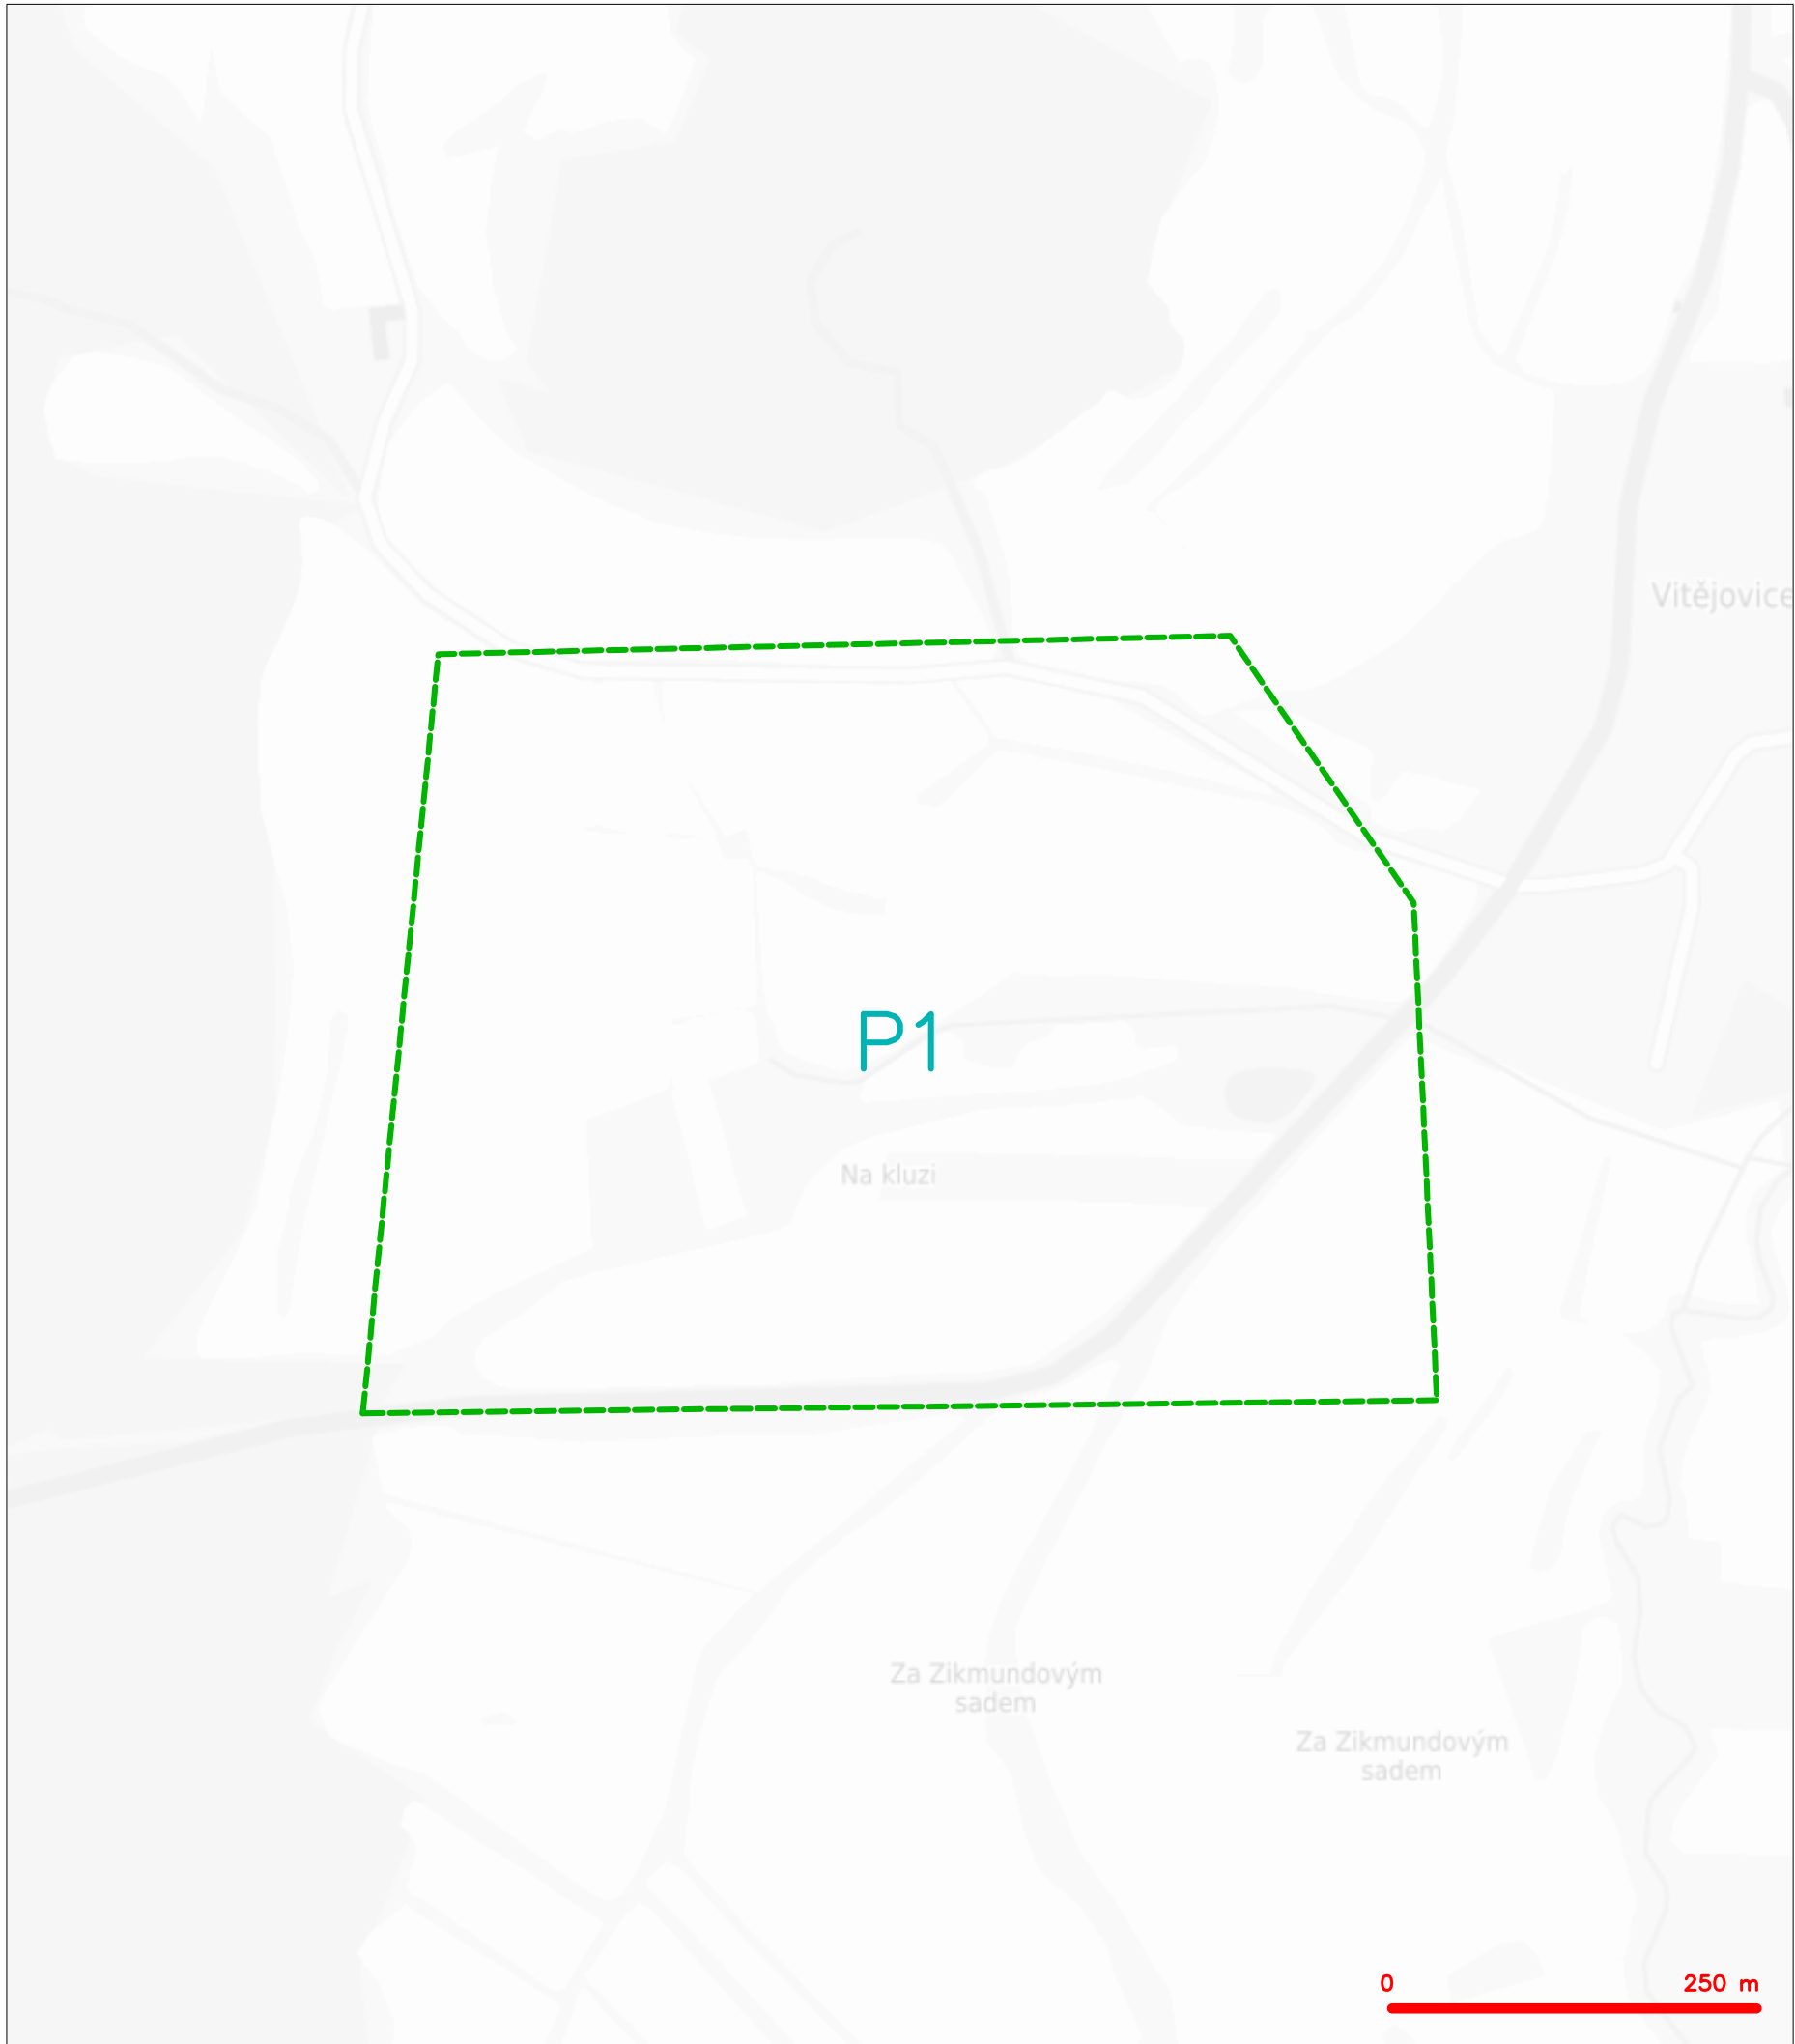 Vitějovice
P1
Na kluzi
Za Zikmundovým
sadem
Za Zikmundovým
sadem
0 250 m